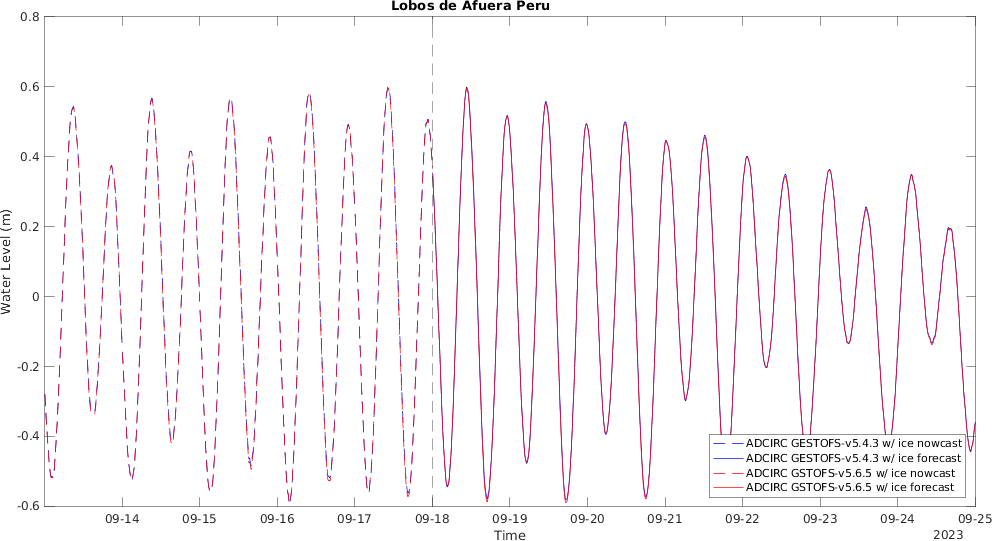 Lobos de Afuera Peru
0.8
0.6
0.4
0.2
0
-0.2
-0.4
-0.6
Water Level (m)
ADCIRC GESTOFS-v5.4.3 w/ ice nowcast
ADCIRC GESTOFS-v5.4.3 w/ ice forecast
ADCIRC GSTOFS-v5.6.5 w/ ice nowcast
ADCIRC GSTOFS-v5.6.5 w/ ice forecast
09-14 09-15 09-16 09-17 09-18 09-19 09-20 09-21 09-22 09-23 09-24 09-25
Time
2023